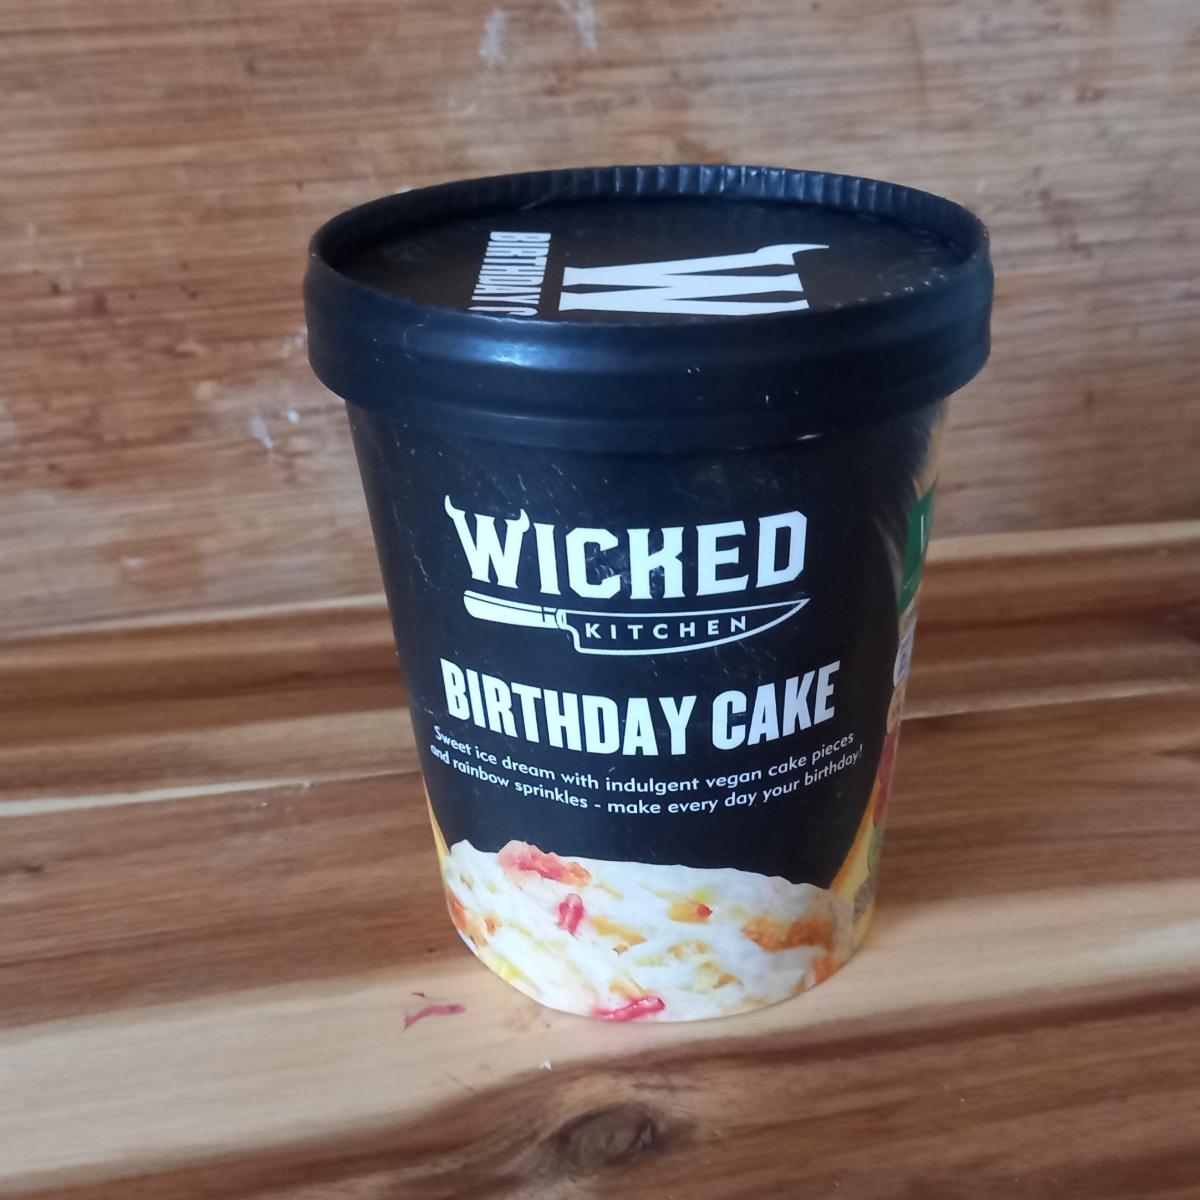 W
BIRTHDAY C
WICKED
KITCHEN
BIRTHDAY CAKE
Sweet ice dream with indulgent vegan cake pieces
and rainbow sprinkles - make every day your birthday!